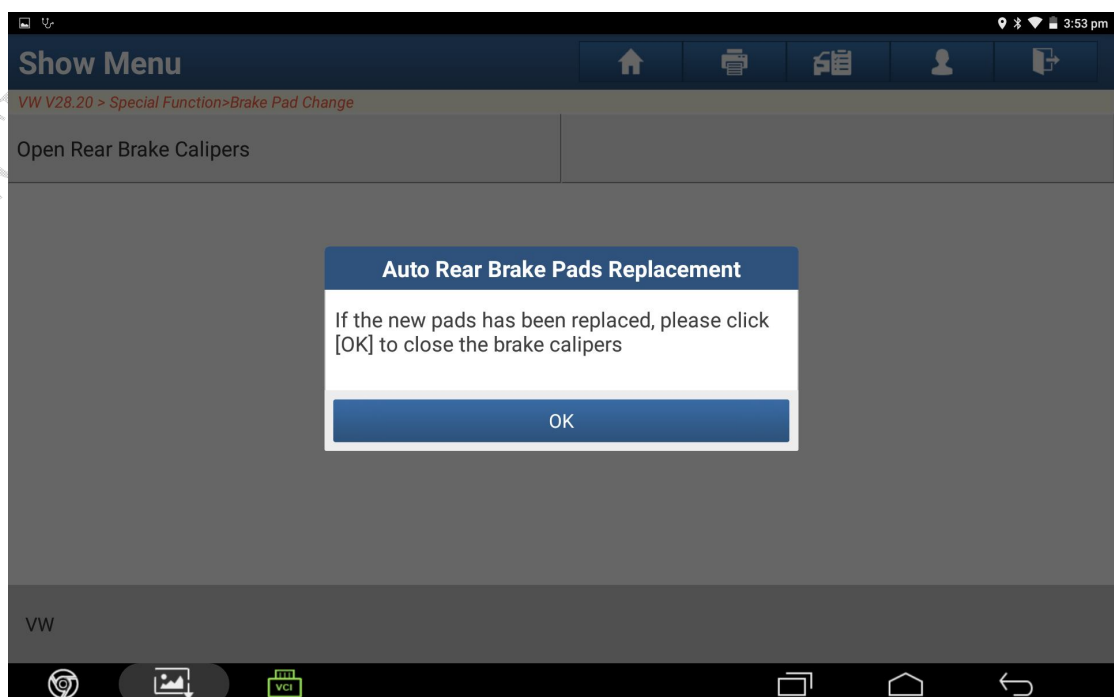 3:53 pm
Show Menu
VW V28.20 > Special Function>Brake Pad Change
Open Rear Brake Calipers
Auto Rear Brake Pads Replacement
If the new pads has been replaced, please click
[OK] to close the brake calipers
OK
VW
VCI